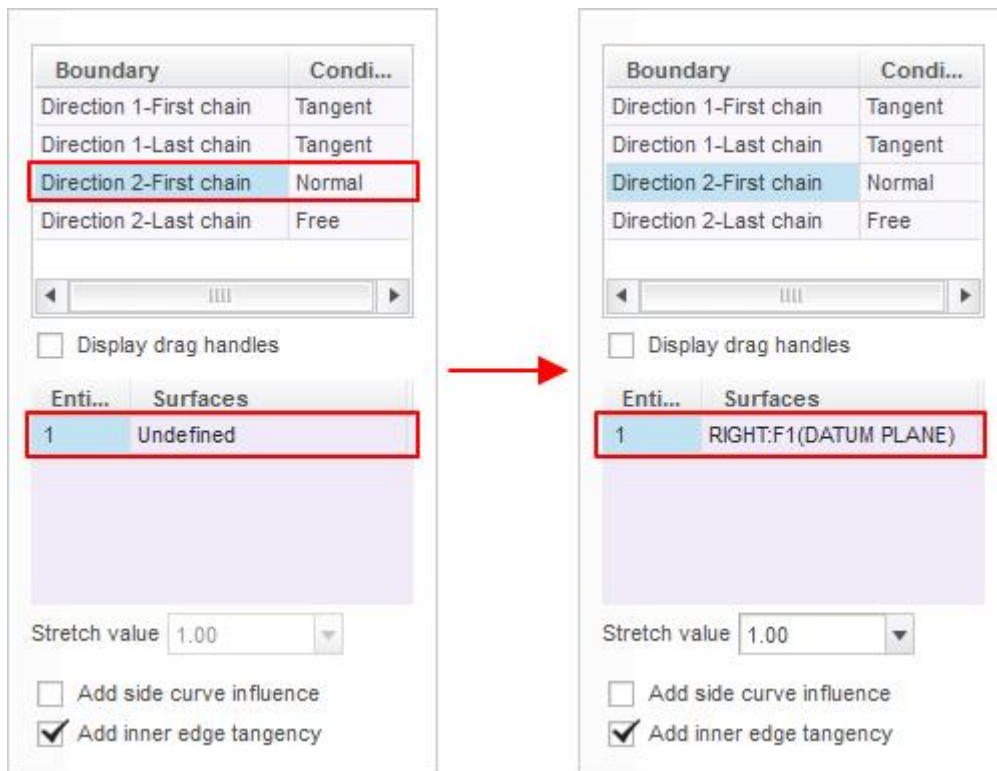 Boundary Condi...
Direction 1-First chain Tangent
Direction 1-Last chain Tangent
Direction 2-First chain Normal
Direction 2-Last chain Free
Display drag handles
Enti... Surfaces
1 Undefined
Stretch value 1.00
Add side curve influence
Add inner edge tangency
Boundary Condi...
Direction 1-First chain Tangent
Direction 1-Last chain Tangent
Direction 2-First chain Normal
Direction 2-Last chain Free
Display drag handles
Enti... Surfaces
1 RIGHT:F1(DATUM PLANE)
Stretch value 1.00
Add side curve influence
Add inner edge tangency